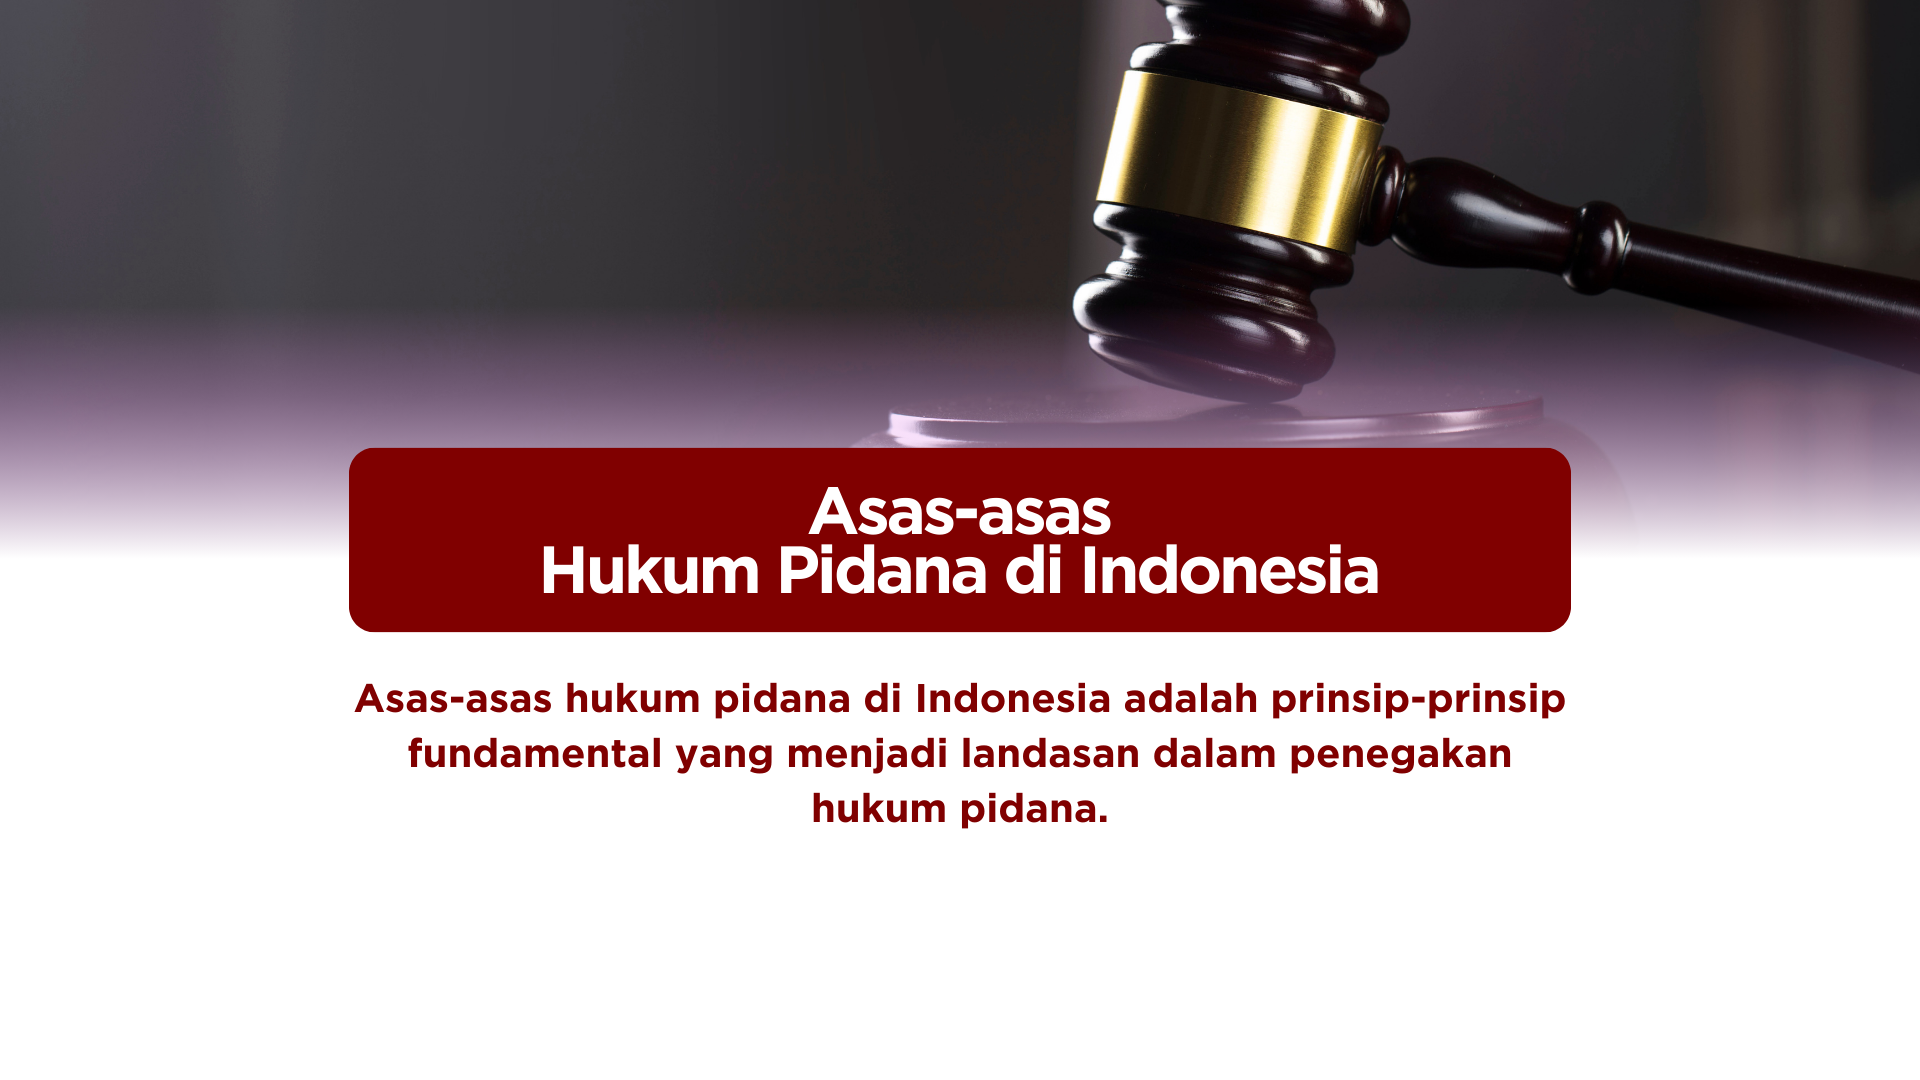 Asas-asas
Hukum Pidana di Indonesia
Asas-asas hukum pidana di Indonesia adalah prinsip-prinsip
fundamental yang menjadi landasan dalam penegakan
hukum pidana.